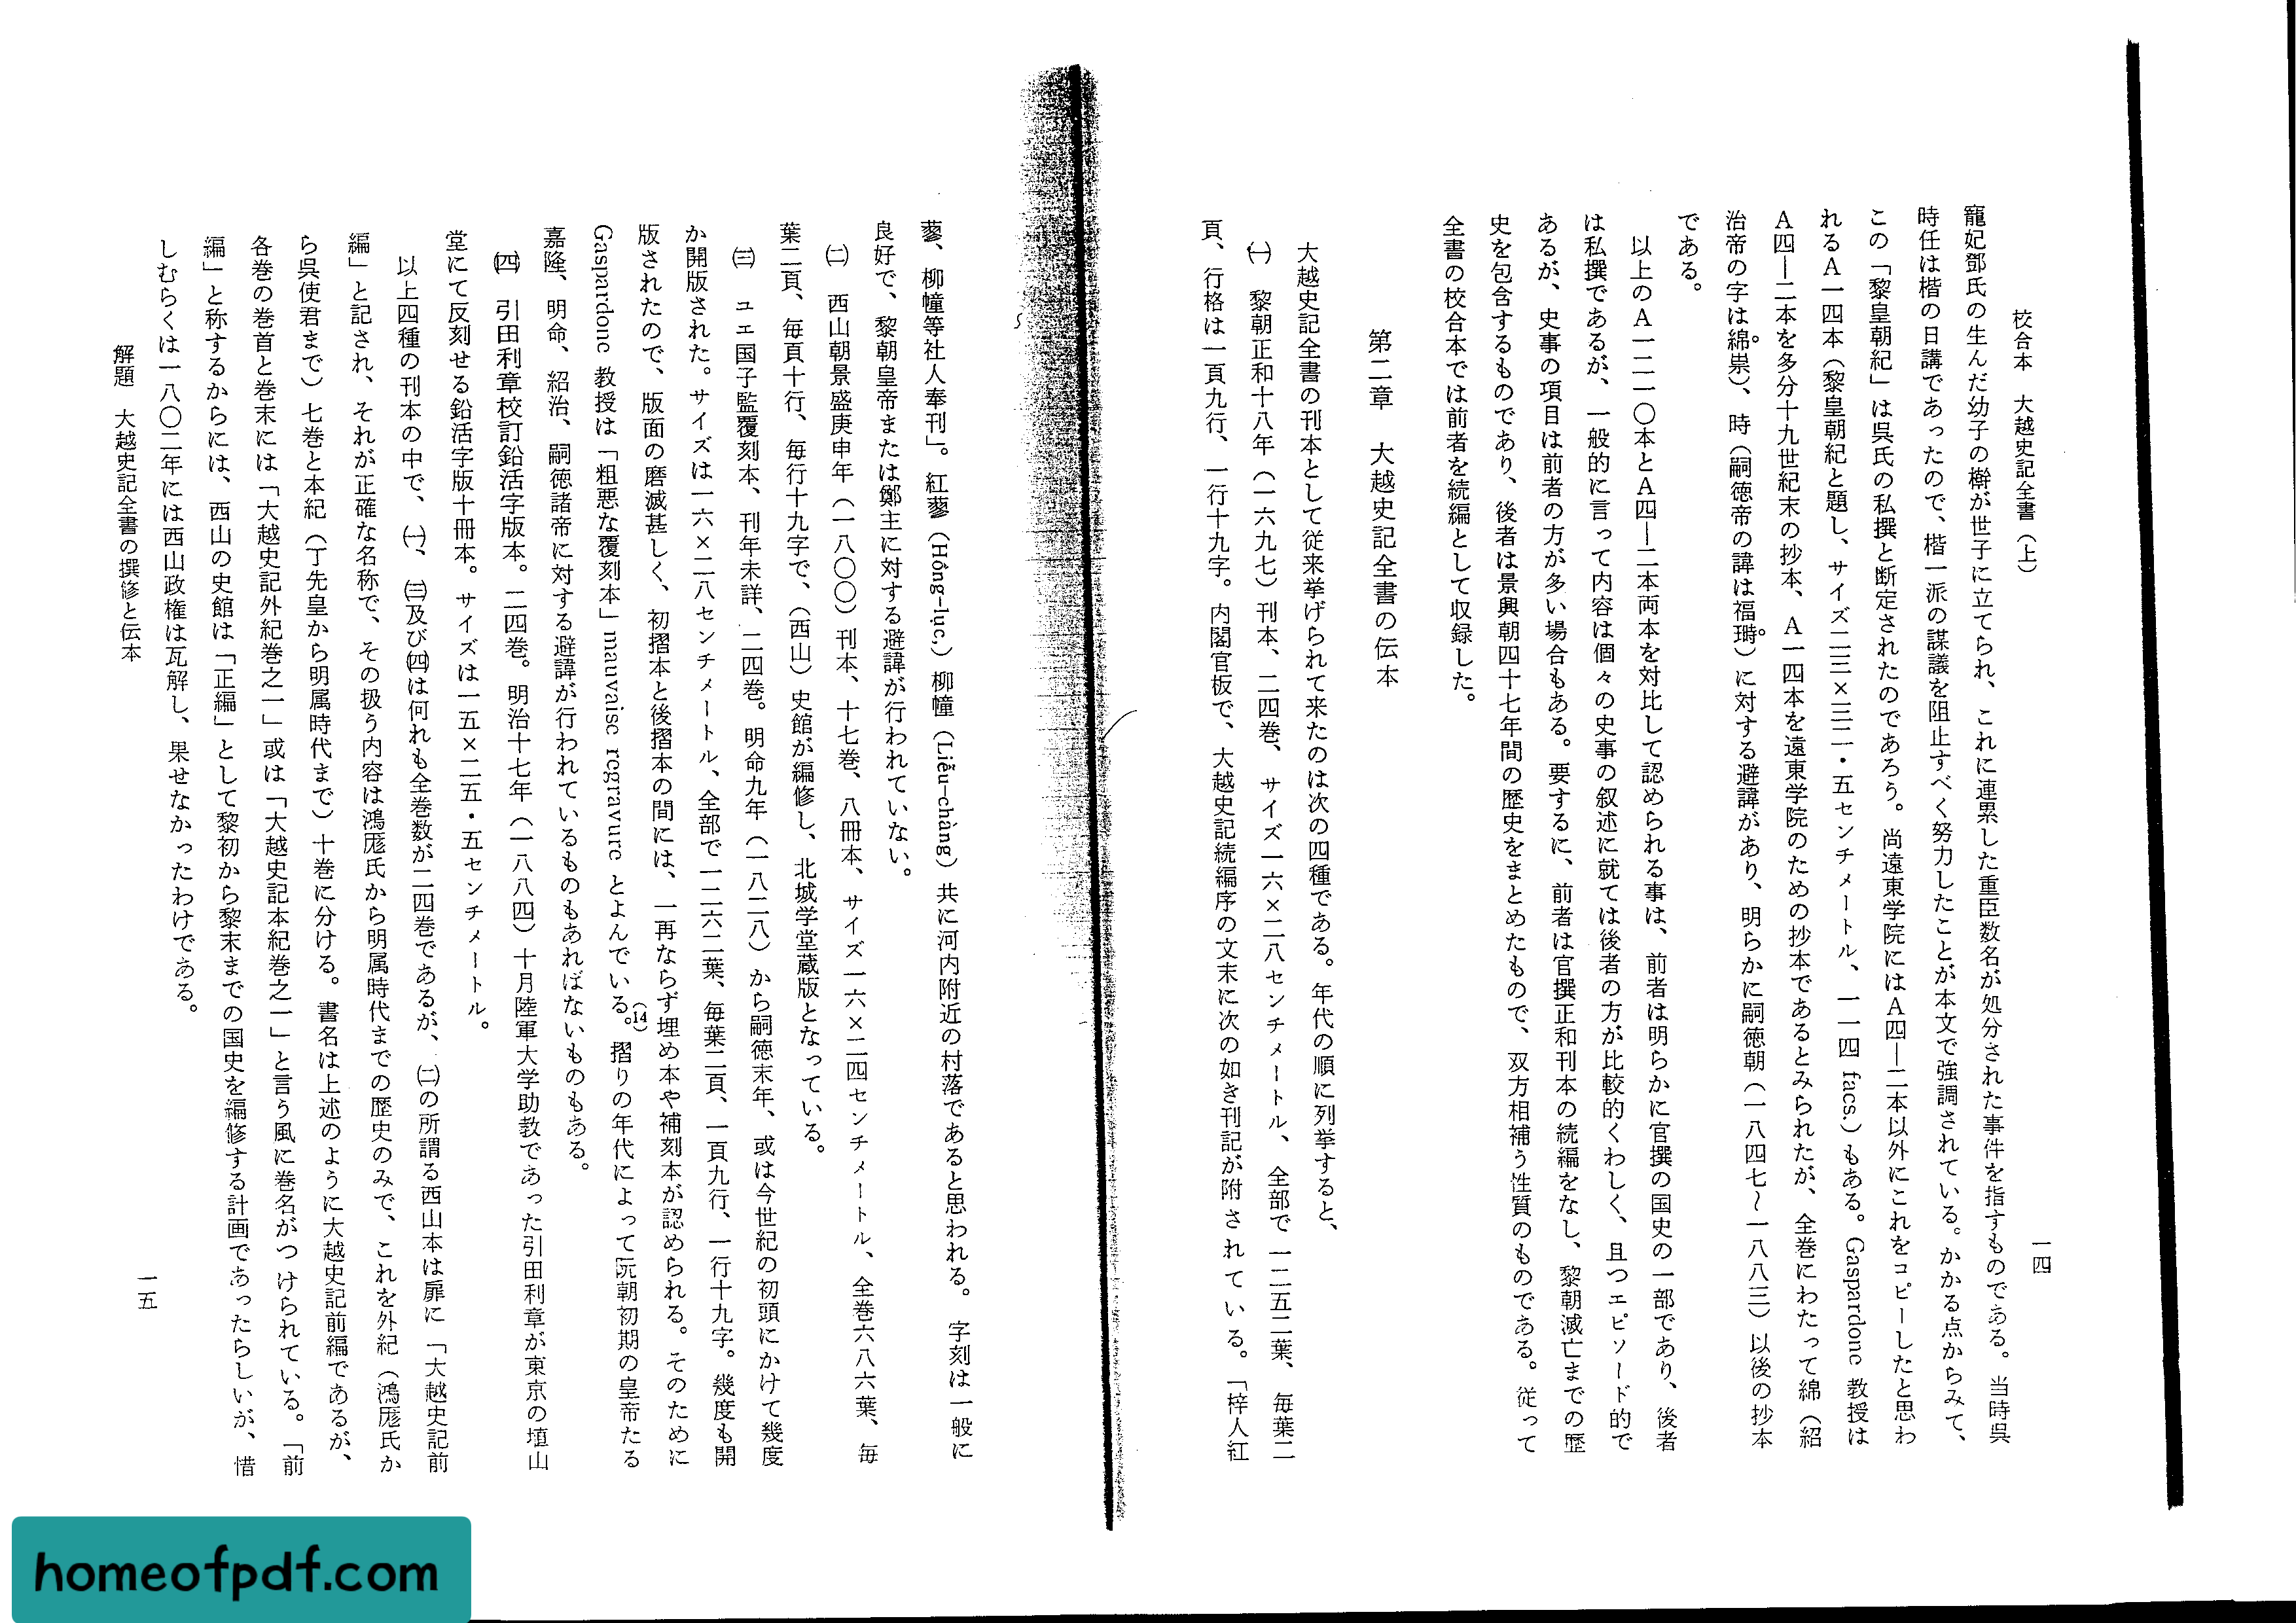 校合本 大越史記全書(上)
一四
寵妃鄧氏の生んだ幼子の檊が世子に立てられ、これに連累した重臣数名が処分された事件を指すものである。当時呉
時任は楷の日講であったので、楷一派の謀議を阻止すべく努力したことが本文で強調されている。かかる点からみて、
この「黎皇朝紀」は呉氏の私撰と断定されたのであろう。尚遠東学院にはA四—二本以外にこれをコピーしたと思わ
れるA一四本(黎皇朝紀と題し、サイズ二三×三二・五センチメートル、一一四 facs.)もある。Gaspardone 教授は
A四—二本を多分十九世紀末の抄本、A一四本を遠東学院のための抄本であるとみられたが、全巻にわたって綿(紹
治帝の字は綿。)、時(嗣徳帝の諱は福時)に対する避諱があり、明らかに嗣徳朝(一八四七~一八八三)以後の抄本
である。
以上のA一二一〇本とA四—二本両本を対比して認められる事は、前者は明らかに官撰の国史の一部であり、後者
は私撰であるが、一般的に言って内容は個々の史事の叙述に就ては後者の方が比較的くわしく、且つエピソード的で
あるが、史事の項目は前者の方が多い場合もある。要するに、前者は官撰正和刊本の続編をなし、黎朝滅亡までの歴
史を包含するものであり、後者は景興朝四十七年間の歴史をまとめたもので、双方相補う性質のものである。従って
全書の校合本では前者を続編として収録した。
第二章 大越史記全書の伝本
大越史記全書の刊本として従来挙げられて来たのは次の四種である。年代の順に列挙すると、
㈠ 黎朝正和十八年(一六九七)刊本、二四巻、サイズ一六×二八センチメートル、全部で一二五二葉、毎葉二
頁、行格は一頁九行、一行十九字。内閣官板で、大越史記続編序の文末に次の如き刊記が附されている。「梓人紅
蓼、柳幢等社人奉刊」。紅蓼(Hông-lục,)柳幢(Liễu-chàng)共に河内附近の村落であると思われる。字刻は一般に
良好で、黎朝皇帝または鄭主に対する避諱が行われていない。
㈡ 西山朝景盛庚申年(一八〇〇)刊本、十七巻、八冊本、サイズ一六×二四センチメートル、全巻六八六葉、毎
葉二頁、毎頁十行、毎行十九字で、(西山)史館が編修し、北城学堂蔵版となっている。
㈢ ユエ国子監覆刻本、刊年未詳、二四巻。明命九年(一八二八)から嗣徳末年、或は今世紀の初頭にかけて幾度
か開版された。サイズは一六×二八センチメートル、全部で一二六二葉、毎葉二頁、一頁九行、一行十九字。幾度も開
版されたので、版面の磨滅甚しく、初摺本と後摺本の間には、一再ならず埋め本や補刻本が認められる。そのために
Gaspardone 教授は「粗悪な覆刻本」mauvaise regravure とよんでいる。(14)摺りの年代によって阮朝初期の皇帝たる
嘉隆、明命、紹治、嗣徳諸帝に対する避諱が行われているものもあればないものもある。
㈣ 引田利章校訂鉛活字版本。二四巻。明治十七年(一八八四)十月陸軍大学助教であった引田利章が東京の埴山
堂にて反刻せる鉛活字版十冊本。サイズは一五×二五・五センチメートル。
以上四種の刊本の中で、㈠、㈢及び㈣は何れも全巻数が二四巻であるが、㈡の所謂る西山本は扉に「大越史記前
編」と記され、それが正確な名称で、その扱う内容は鴻厖氏から明属時代までの歴史のみで、これを外紀(鴻厖氏か
ら呉使君まで)七巻と本紀(丁先皇から明属時代まで)十巻に分ける。書名は上述のように大越史記前編であるが、
各巻の巻首と巻末には「大越史記外紀巻之一」或は「大越史記本紀巻之一」と言う風に巻名がつけられている。「前
編」と称するからには、西山の史館は「正編」として黎初から黎末までの国史を編修する計画であったらしいが、惜
しむらくは一八〇二年には西山政権は瓦解し、果せなかったわけである。
解題 大越史記全書の撰修と伝本
一五
homeofpdf.com